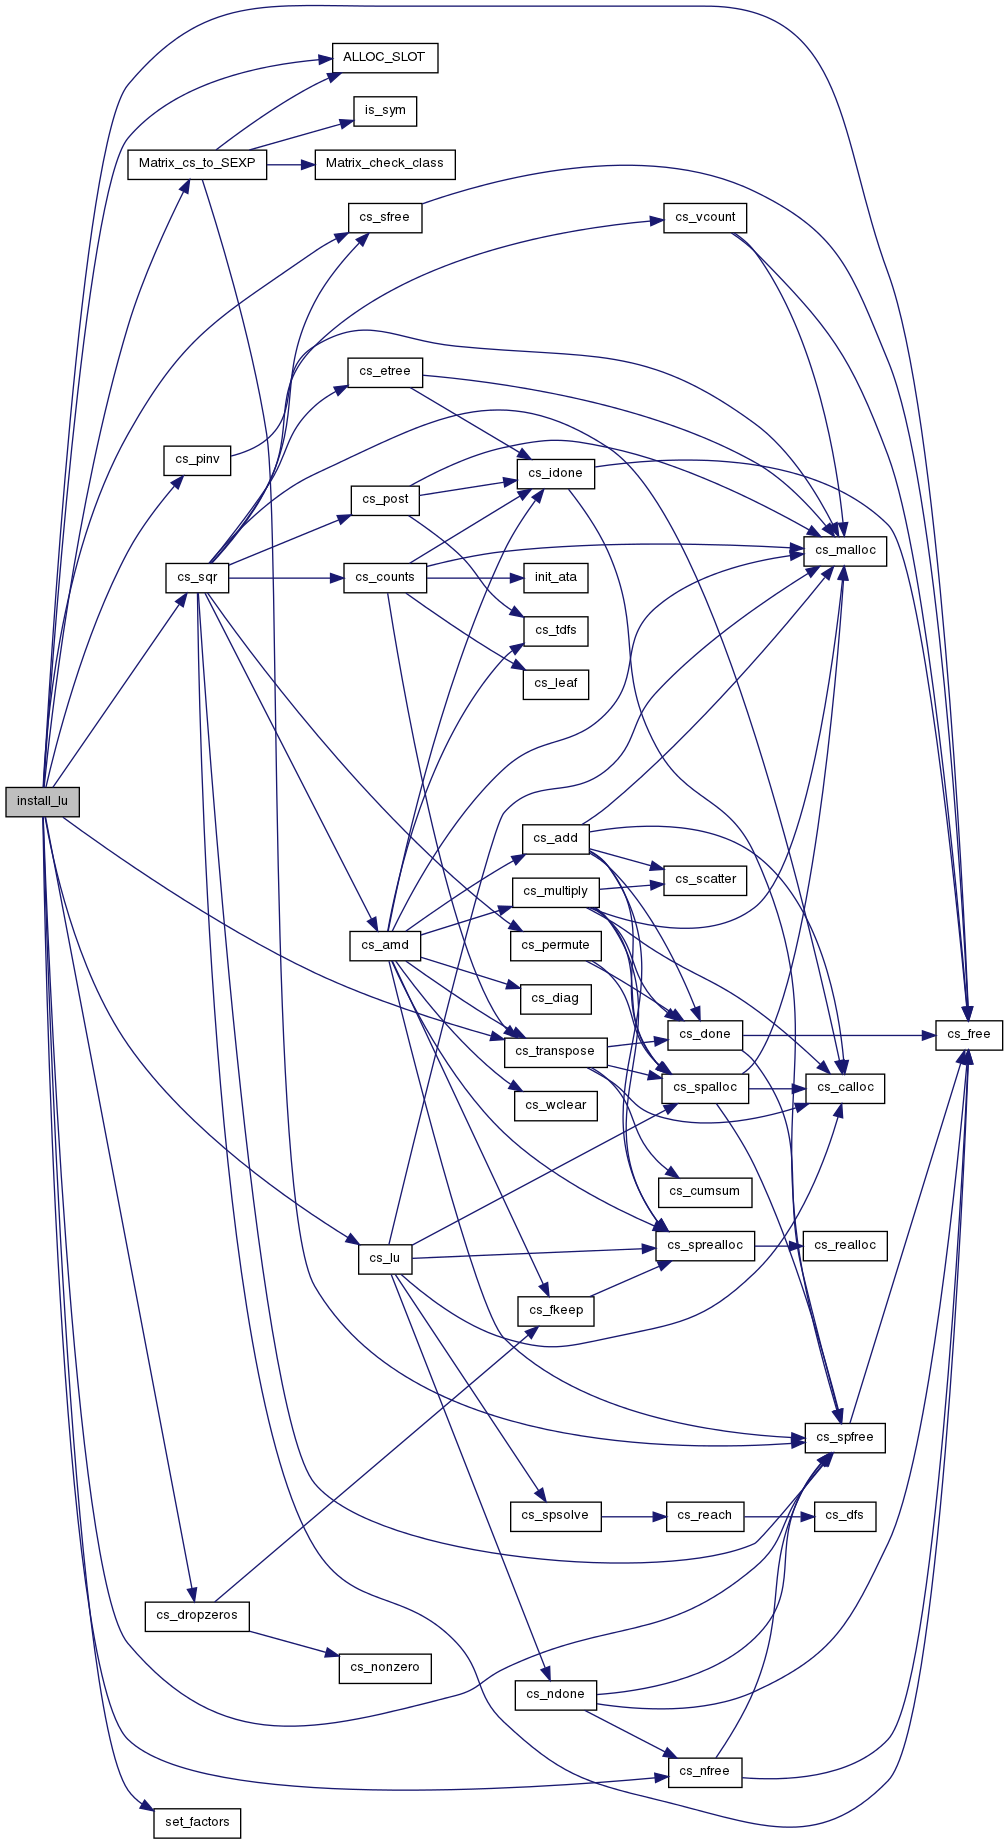 ALLOC_SLOT
is_sym
Matrix_cs_to_SEXP
Matrix_check_class
cs_sfree
cs_vcount
cs_etree
cs_pinv
cs_idone
cs_post
cs_malloc
cs_sqr
cs_counts
init_ata
cs_tdfs
cs_leaf
install_lu
cs_add
cs_scatter
cs_multiply
cs_amd
cs_permute
cs_diag
cs_done
cs_free
cs_transpose
cs_spalloc
cs_calloc
cs_wclear
cs_cumsum
cs_lu
cs_sprealloc
cs_realloc
cs_fkeep
cs_spfree
cs_spsolve
cs_reach
cs_dfs
cs_dropzeros
cs_nonzero
cs_ndone
cs_nfree
set_factors